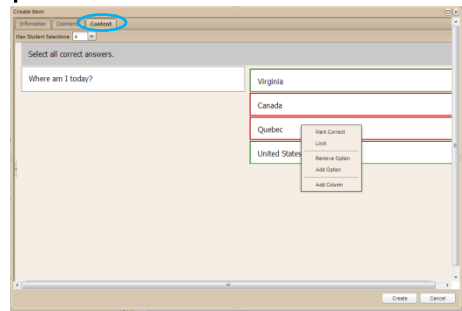 Create Item
Information Comment Content
Max Student Selections: 4
Select all correct answers.
Where am I today?
Virginia
Canada
Quebec
United States
Mark Correct
Lock
Remove Option
Add Option
Add Column
Create Cancel